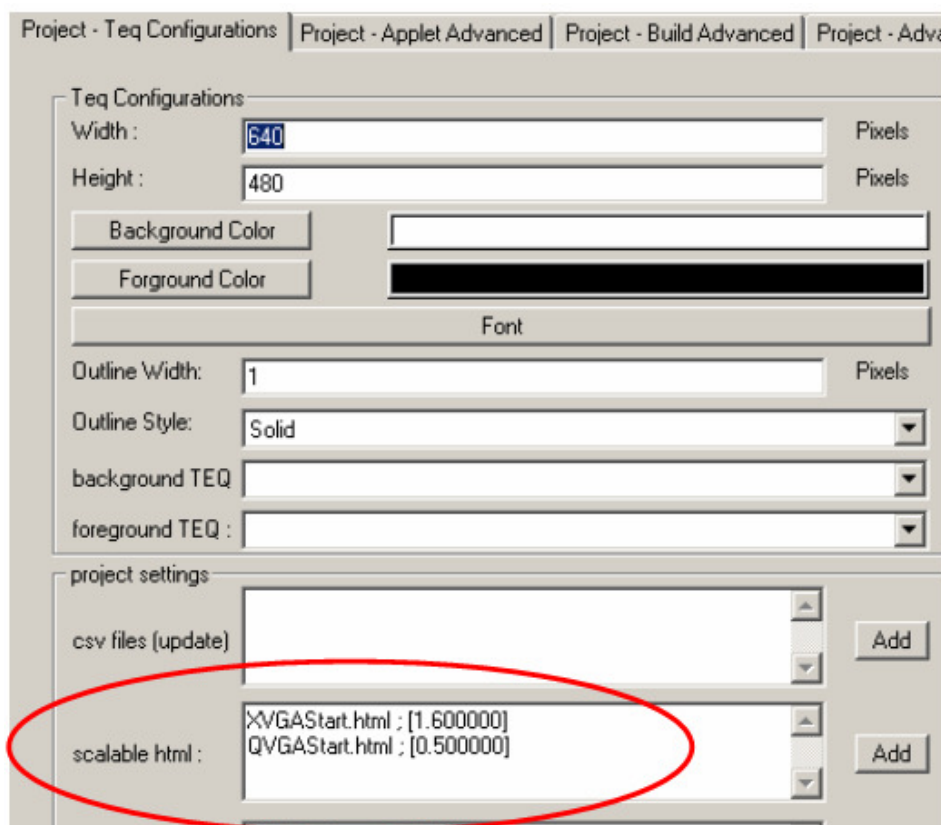 Project - Teq Configurations Project - Applet Advanced Project - Build Advanced Project - Adva
Teq Configurations
Width : 640 Pixels
Height : 480 Pixels
Background Color
Forground Color
Font
Outline Width: 1 Pixels
Outline Style: Solid
background TEQ
foreground TEQ :
project settings
csv files (update) Add
XVGAStart.html ; [1.600000]
QVGAStart.html ; [0.500000]
scalable html : Add